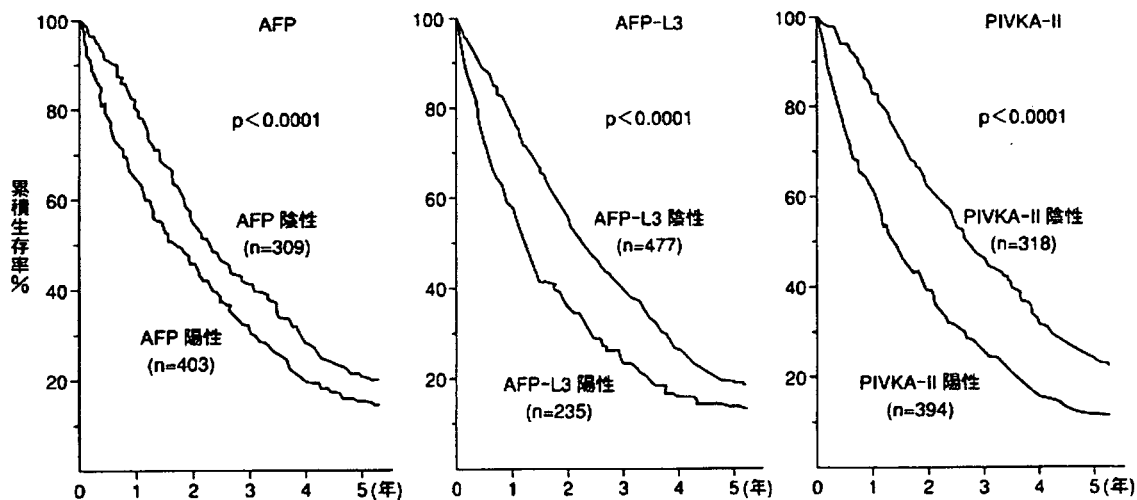 累積生存率%
100
80
60
40
20
AFP
p<0.0001
AFP 陰性
(n=309)
AFP 陽性
(n=403)
0 1 2 3 4 5(年)
100
80
60
40
20
AFP-L3
p<0.0001
AFP-L3 陰性
(n=477)
AFP-L3 陽性
(n=235)
0 1 2 3 4 5(年)
100
80
60
40
20
PIVKA-II
p<0.0001
PIVKA-II 陰性
(n=318)
PIVKA-II 陽性
(n=394)
0 1 2 3 4 5(年)